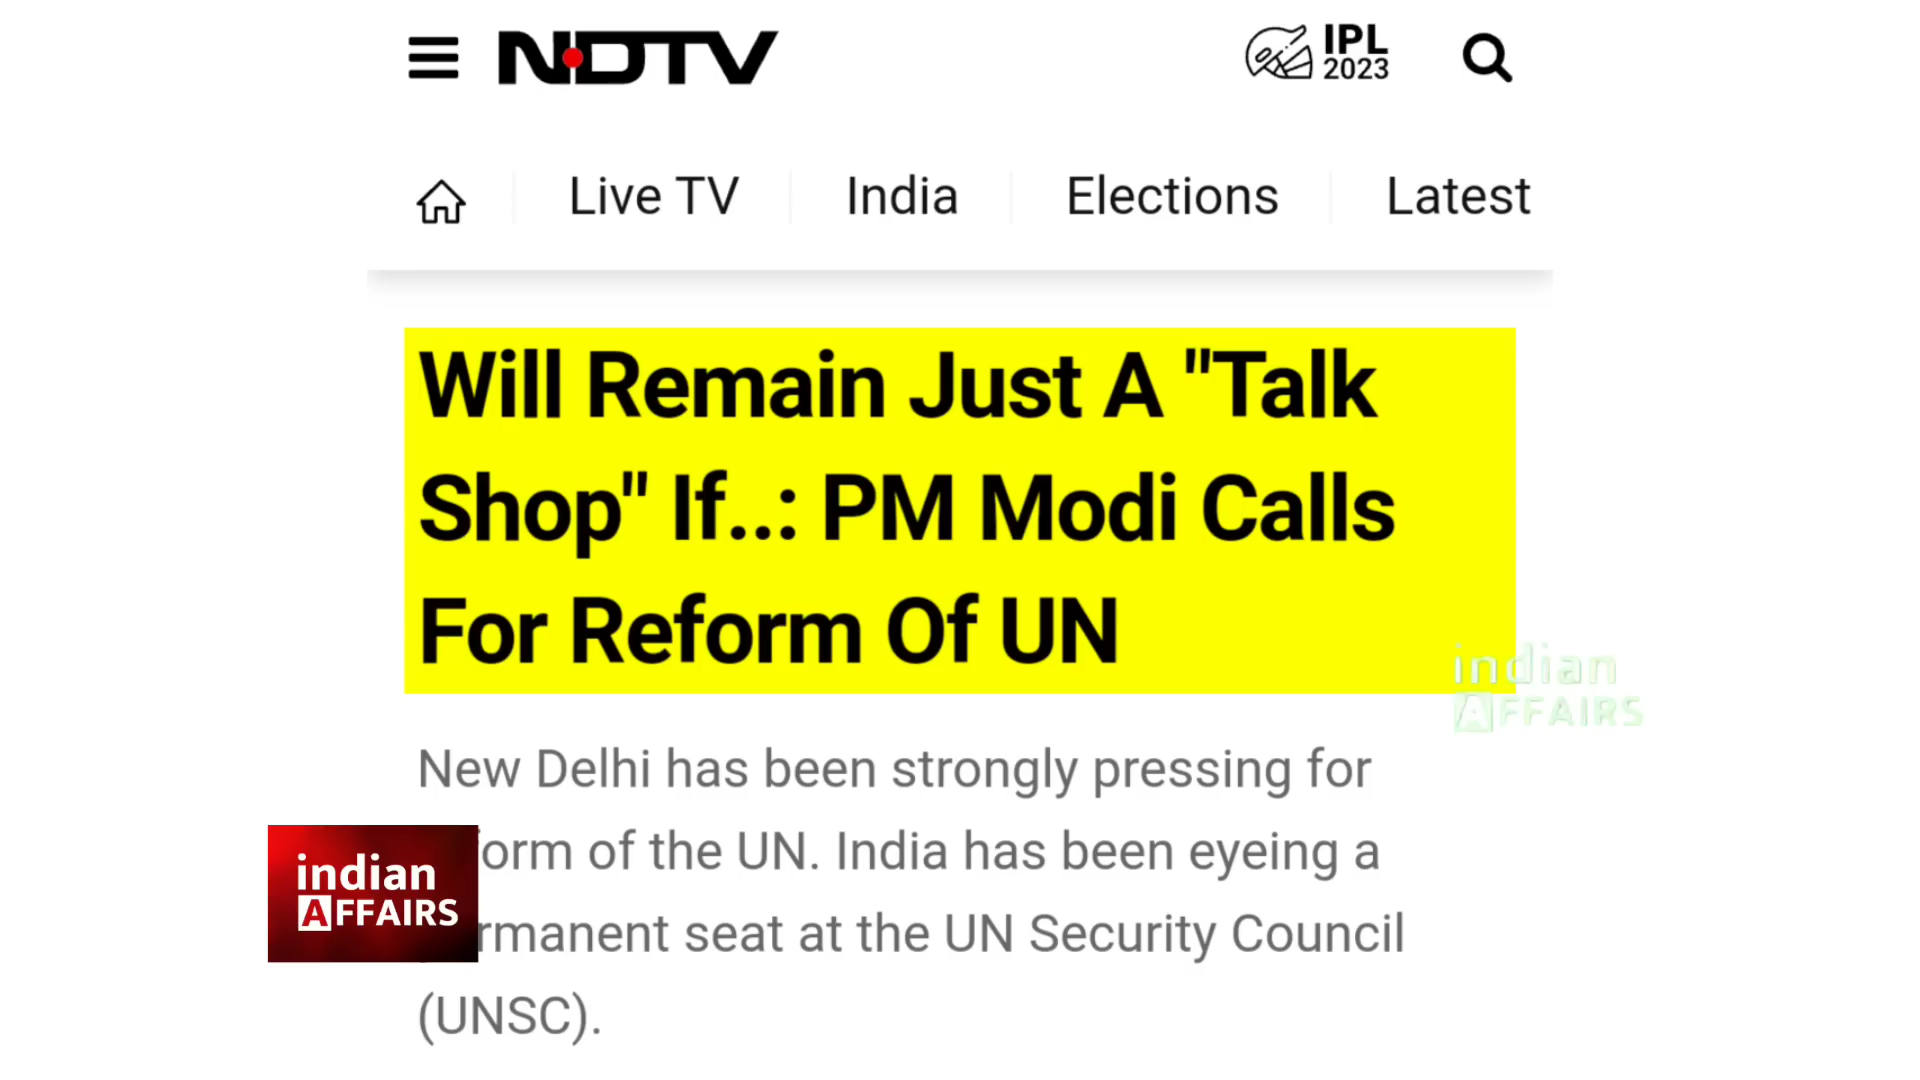 NDTV
IPL
2023
Live TV
India
Elections
Latest
Will Remain Just A "Talk
Shop" If..: PM Modi Calls
For Reform Of UN
indian
AFFAIRS
New Delhi has been strongly pressing for
orm of the UN. India has been eyeing a
rmanent seat at the UN Security Council
(UNSC).
indian
AFFAIRS